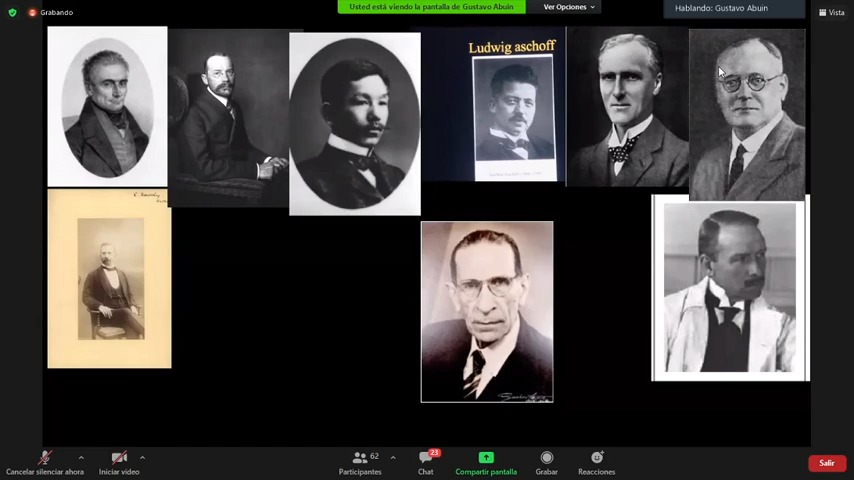 Grabando
Usted está viendo la pantalla de Gustavo Abuin
Ver Opciones
Hablando: Gustavo Abuin
Vista
Ludwig aschoff
Cancelar silenciar ahora
Iniciar video
62
Participantes
23
Chat
Compartir pantalla
Grabar
Reacciones
Salir